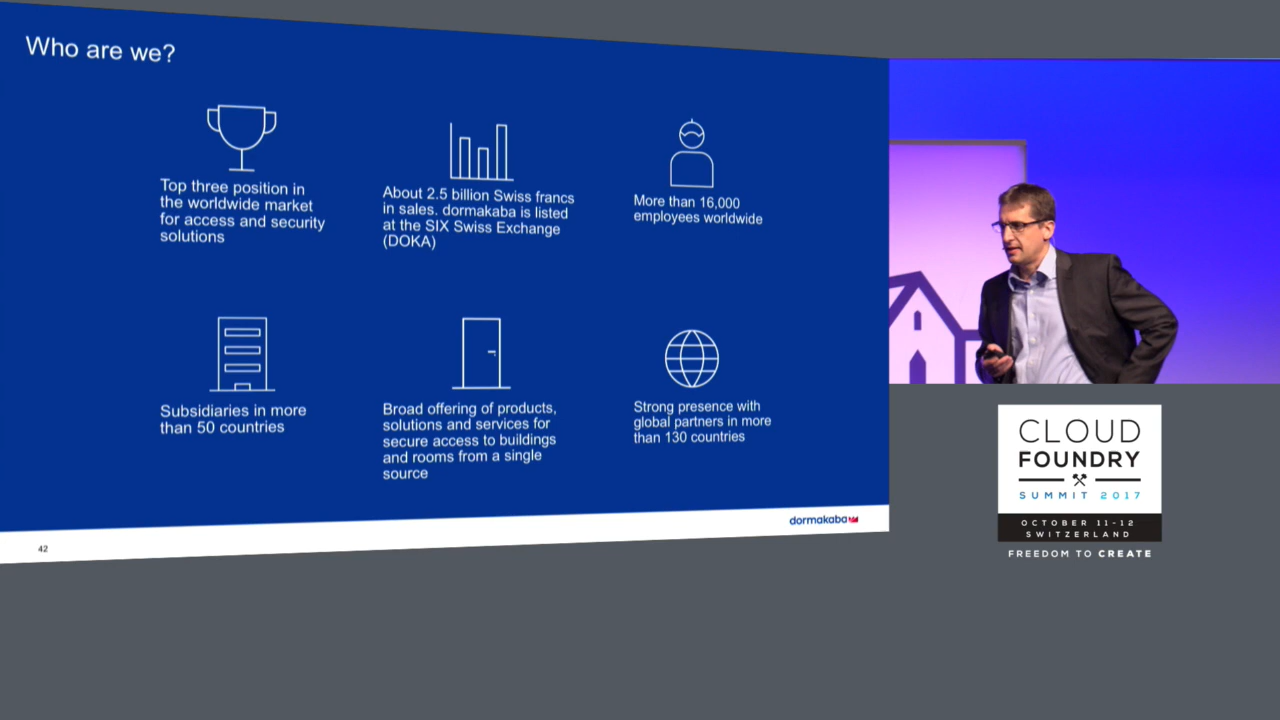 Who are we?
Top three position in
the worldwide market
for access and security
solutions
About 2.5 billion Swiss francs
in sales. dormakaba is listed
at the SIX Swiss Exchange
(DOKA)
More than 16,000
employees worldwide
Subsidiaries in more
than 50 countries
Broad offering of products,
solutions and services for
secure access to buildings
and rooms from a single
source
Strong presence with
global partners in more
than 130 countries
dormakaba
42
CLOUD
FOUNDRY
SUMMIT 2017
OCTOBER 11-12
SWITZERLAND
FREEDOM TO CREATE